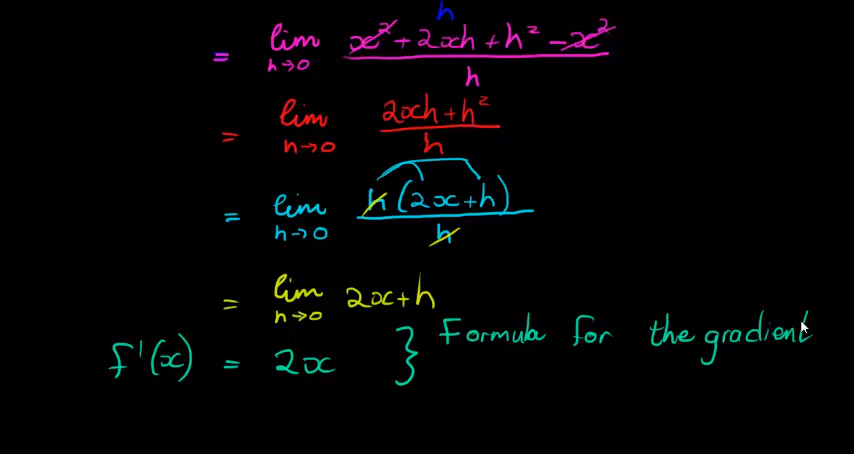 h
= lim h→0 x² + 2xh + h² - x² / h
= lim h→0 2xh + h² / h
= lim h→0 h(2x+h) / h
= lim h→0 2x+h
f'(x) = 2x } Formula for the gradient